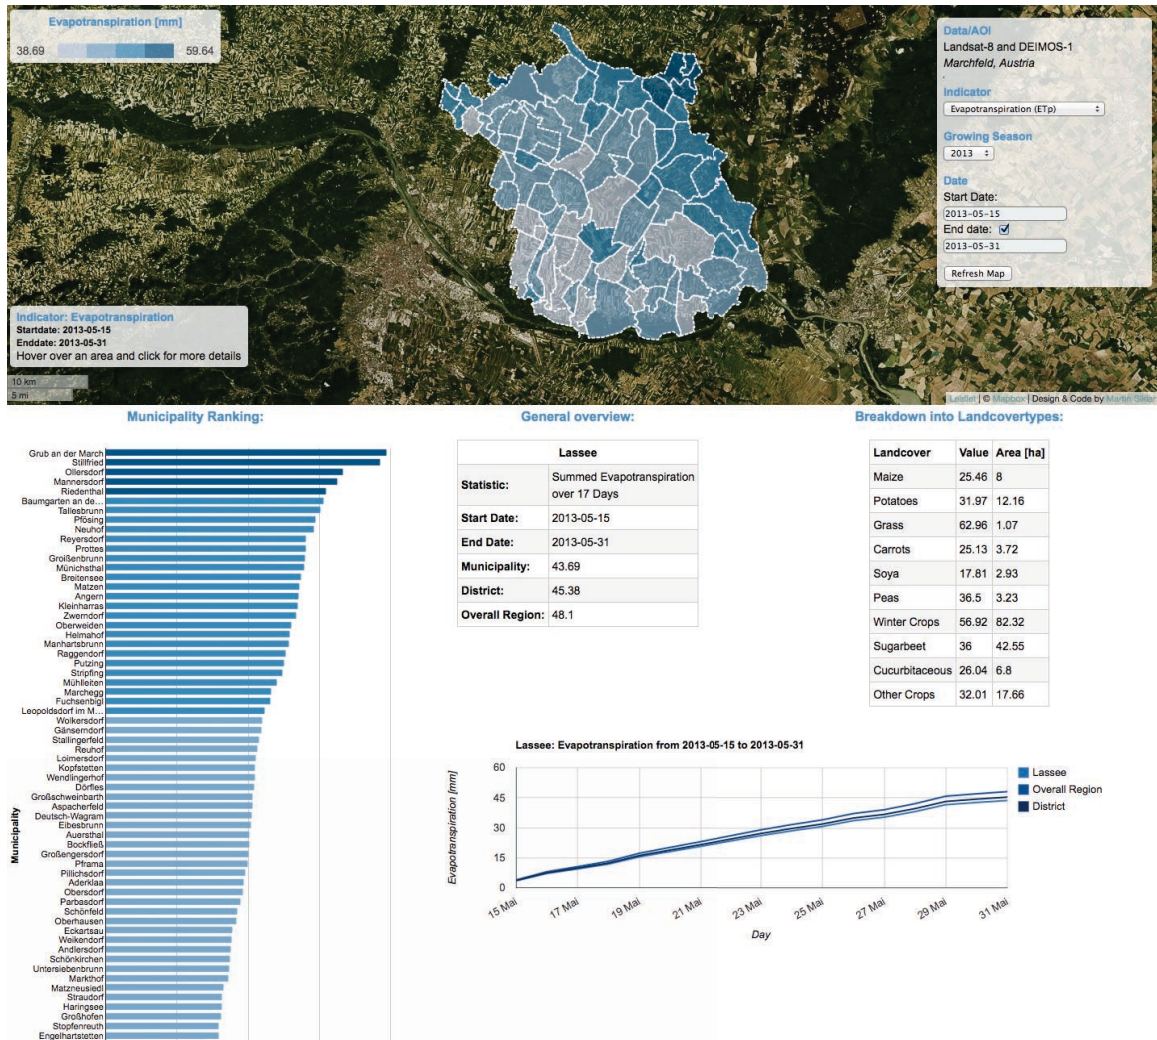 Evapotranspiration [mm]
38.69 59.64
Data/AOI
Landsat-8 and DEIMOS-1
Marchfeld, Austria
Indicator
Evapotranspiration (ETp)
Growing Season
2013
Date
Start Date:
2013-05-15
End date:
2013-05-31
Refresh Map
Indicator: Evapotranspiration
Startdate: 2013-05-15
Enddate: 2013-05-31
Hover over an area and click for more details
10 km
5 mi
Leaflet | © Mapbox | Design & Code by Martin Siklar
Municipality Ranking:
Municipality
Grub an der March
Stillfried
Ollersdorf
Mannersdorf
Riedenthal
Baumgarten an de...
Tallesbrunn
Pfösing
Neuhof
Reyersdorf
Prottes
Groißenbrunn
Münichsthal
Breitensee
Matzen
Angern
Kleinharras
Zwerndorf
Oberweiden
Helmahof
Manhartsbrunn
Raggendorf
Putzing
Stripfing
Mühlleiten
Marchegg
Fuchsenbigl
Leopoldsdorf im M...
Wolkersdorf
Gänserndorf
Stallingerfeld
Reuhof
Loimersdorf
Kopfstetten
Wendlingerhof
Dörfles
Großschweinbarth
Aspacherfeld
Deutsch-Wagram
Eibesbrunn
Auersthal
Bockfließ
Großengersdorf
Pframa
Pillichsdorf
Aderklaa
Obersdorf
Parbasdorf
Schönfeld
Oberhausen
Eckartsau
Weikendorf
Andlersdorf
Schönkirchen
Untersiebenbrunn
Markthof
Matzneusiedl
Straudorf
Haringsee
Großhofen
Stopfenreuth
Engelhartstetten
General overview:
Lassee
Statistic: Summed Evapotranspiration
over 17 Days
Start Date: 2013-05-15
End Date: 2013-05-31
Municipality: 43.69
District: 45.38
Overall Region: 48.1
Breakdown into Landcovertypes:
Landcover Value Area [ha]
Maize 25.46 8
Potatoes 31.97 12.16
Grass 62.96 1.07
Carrots 25.13 3.72
Soya 17.81 2.93
Peas 36.5 3.23
Winter Crops 56.92 82.32
Sugarbeet 36 42.55
Cucurbitaceous 26.04 6.8
Other Crops 32.01 17.66
Lassee: Evapotranspiration from 2013-05-15 to 2013-05-31
Evapotranspiration [mm]
60
45
30
15
0
15 Mai 17 Mai 19 Mai 21 Mai 23 Mai 25 Mai 27 Mai 29 Mai 31 Mai
Day
Lassee
Overall Region
District